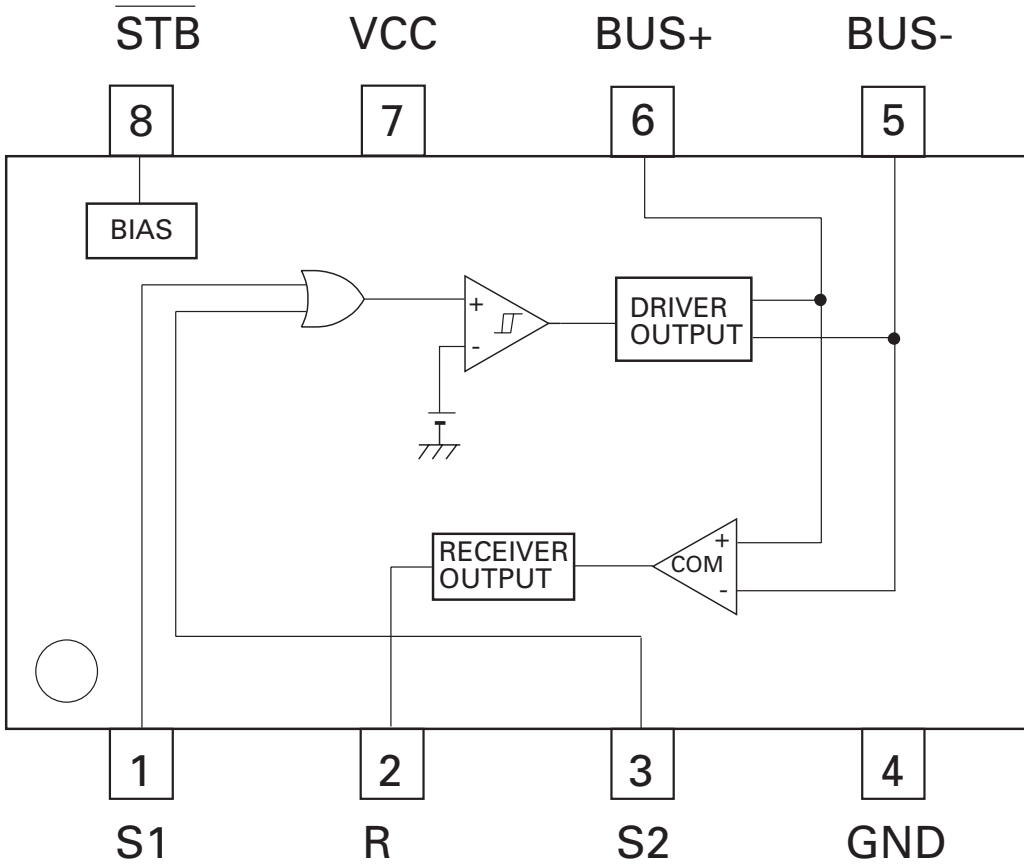 S̅T̅B̅ VCC BUS+ BUS-
8 7 6 5
BIAS
+
-
DRIVER
OUTPUT
RECEIVER
OUTPUT
+
COM
-
1 2 3 4
S1 R S2 GND